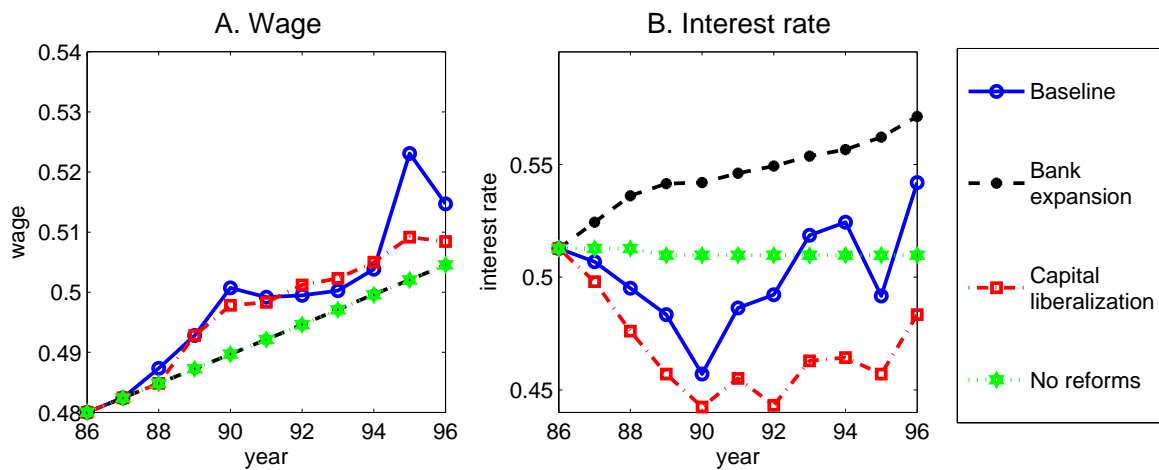 A. Wage
0.54
0.53
0.52
0.51
0.5
0.49
0.48
wage
86 88 90 92 94 96
year
B. Interest rate
0.55
0.5
0.45
interest rate
86 88 90 92 94 96
year
Baseline
Bank
expansion
Capital
liberalization
No reforms